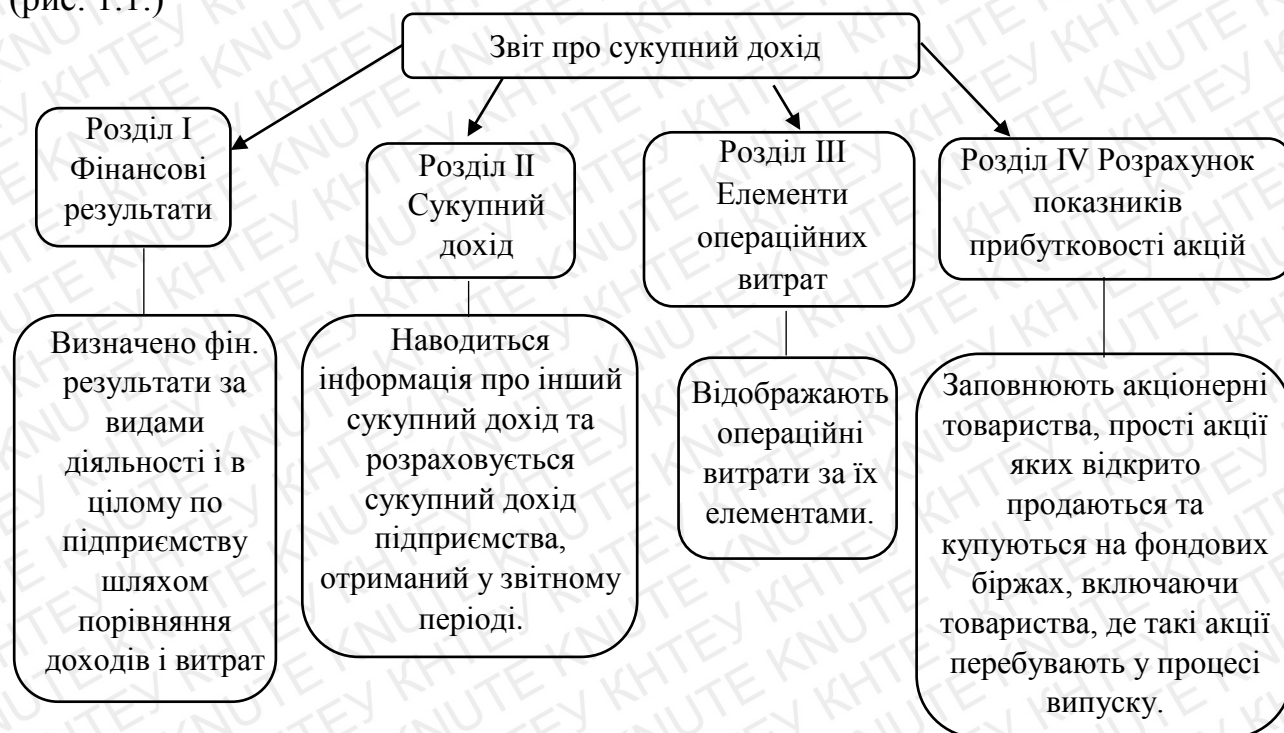 (рис. 1.1.)
Звіт про сукупний дохід
Розділ І
Фінансові
результати
Розділ ІІ
Сукупний
дохід
Розділ ІІІ
Елементи
операційних
витрат
Розділ IV Розрахунок
показників
прибутковості акцій
Визначено фін.
результати за
видами
діяльності і в
цілому по
підприємству
шляхом
порівняння
доходів і витрат
Наводиться
інформація про інший
сукупний дохід та
розраховується
сукупний дохід
підприємства,
отриманий у звітному
періоді.
Відображають
операційні
витрати за їх
елементами.
Заповнюють акціонерні
товариства, прості акції
яких відкрито
продаються та
купуються на фондових
біржах, включаючи
товариства, де такі акції
перебувають у процесі
випуску.